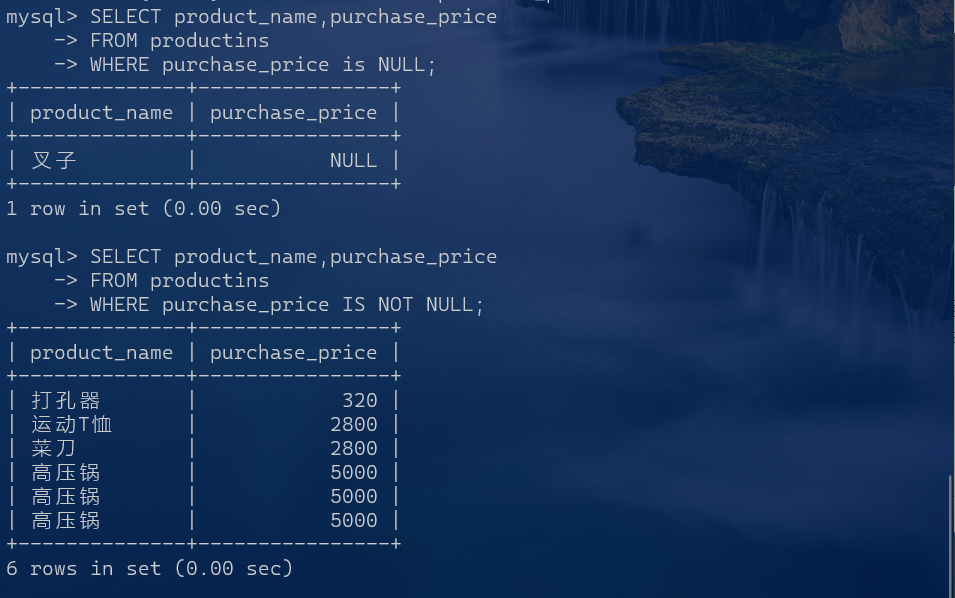 mysql> SELECT product_name,purchase_price
    -> FROM productins
    -> WHERE purchase_price is NULL;
+--------------+----------------+
| product_name | purchase_price |
+--------------+----------------+
| 叉子         |           NULL |
+--------------+----------------+
1 row in set (0.00 sec)

mysql> SELECT product_name,purchase_price
    -> FROM productins
    -> WHERE purchase_price IS NOT NULL;
+--------------+----------------+
| product_name | purchase_price |
+--------------+----------------+
| 打孔器       |            320 |
| 运动T恤      |           2800 |
| 菜刀         |           2800 |
| 高压锅       |           5000 |
| 高压锅       |           5000 |
| 高压锅       |           5000 |
+--------------+----------------+
6 rows in set (0.00 sec)